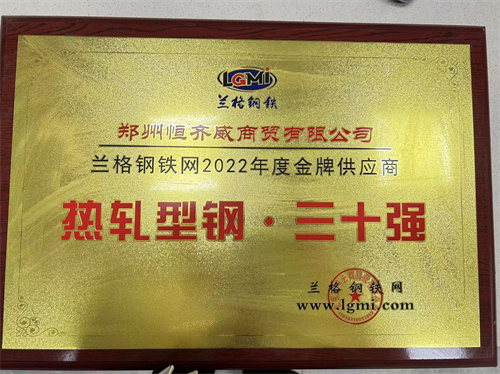 LGMi
兰格钢铁
郑州恒齐威商贸有限公司
兰格钢铁网2022年度金牌供应商
热轧型钢·三十强
兰格钢铁网
www.lgmi.com